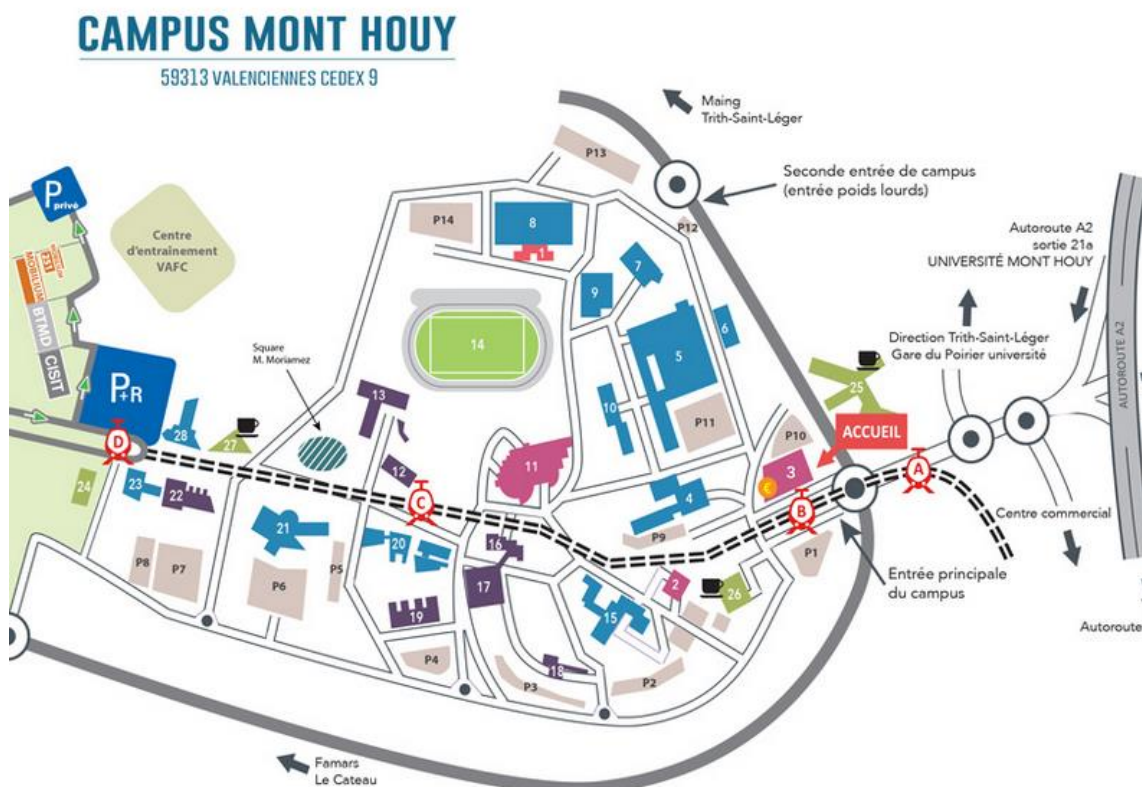 CAMPUS MONT HOUY
59313 VALENCIENNES CEDEX 9
Maing
Trith-Saint-Léger
P13
Seconde entrée de campus
(entrée poids lourds)
P
privé
Centre
d'entraînement
VAFC
P14
8
1
P12
Autoroute A2
sortie 21a
UNIVERSITÉ MONT HOUY
7
9
6
MOBILIUM
BTMD
CISIT
14
5
Direction Trith-Saint-Léger
Gare du Poirier université
AUTOROUTE A2
Square
M. Moriamez
P+R
13
10
25
P11
P10
ACCUEIL
D
28
27
11
3
€
A
12
C
4
B
24
23
22
21
20
16
P9
P1
Centre commercial
P8
P7
P6
P5
17
2
26
Entrée principale
du campus
15
19
Autoroute
P4
18
P3
P2
Famars
Le Cateau